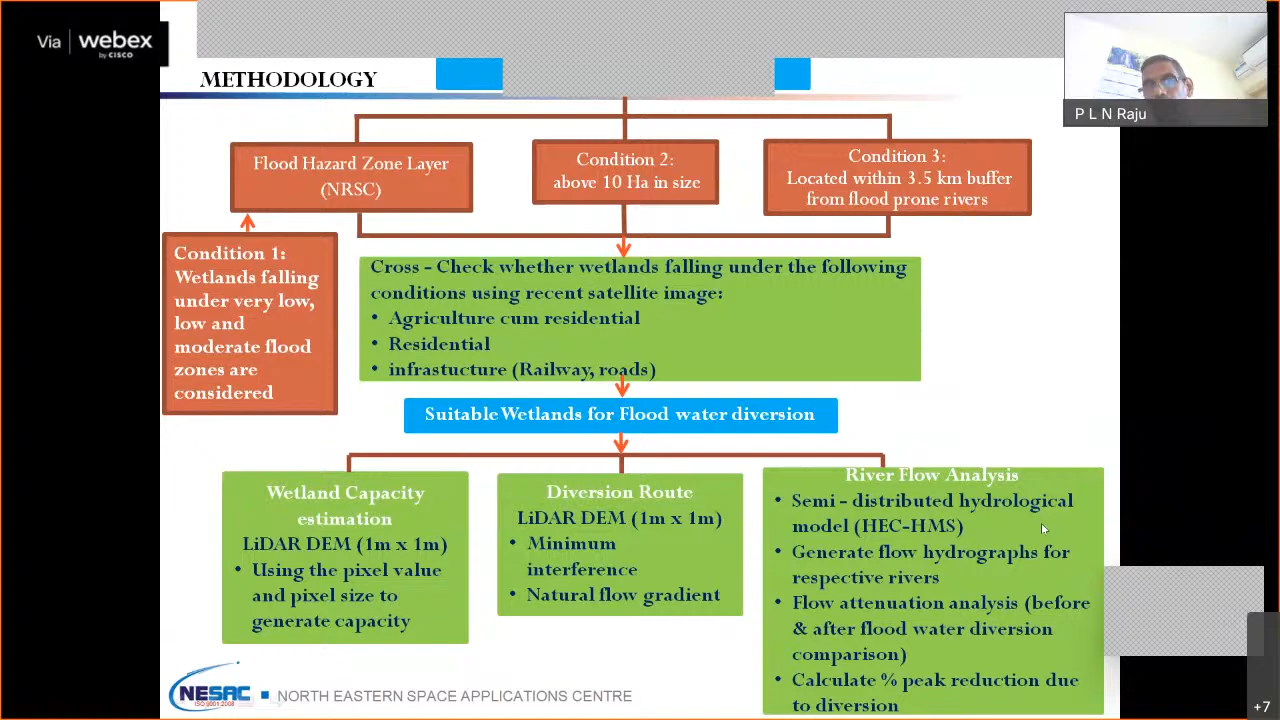 Via webex
by CISCO
METHODOLOGY
P L N Raju
Flood Hazard Zone Layer
(NRSC)
Condition 2:
above 10 Ha in size
Condition 3:
Located within 3.5 km buffer
from flood prone rivers
Condition 1:
Wetlands falling
under very low,
low and
moderate flood
zones are
considered
Cross - Check whether wetlands falling under the following
conditions using recent satellite image:
• Agriculture cum residential
• Residential
• infrastucture (Railway, roads)
Suitable Wetlands for Flood water diversion
Wetland Capacity
estimation
LiDAR DEM (1m x 1m)
• Using the pixel value
and pixel size to
generate capacity
Diversion Route
LiDAR DEM (1m x 1m)
• Minimum
interference
• Natural flow gradient
River Flow Analysis
• Semi - distributed hydrological
model (HEC-HMS)
• Generate flow hydrographs for
respective rivers
• Flow attenuation analysis (before
& after flood water diversion
comparison)
• Calculate % peak reduction due
to diversion
NESAC
ISO 9001:2008
NORTH EASTERN SPACE APPLICATIONS CENTRE
+7